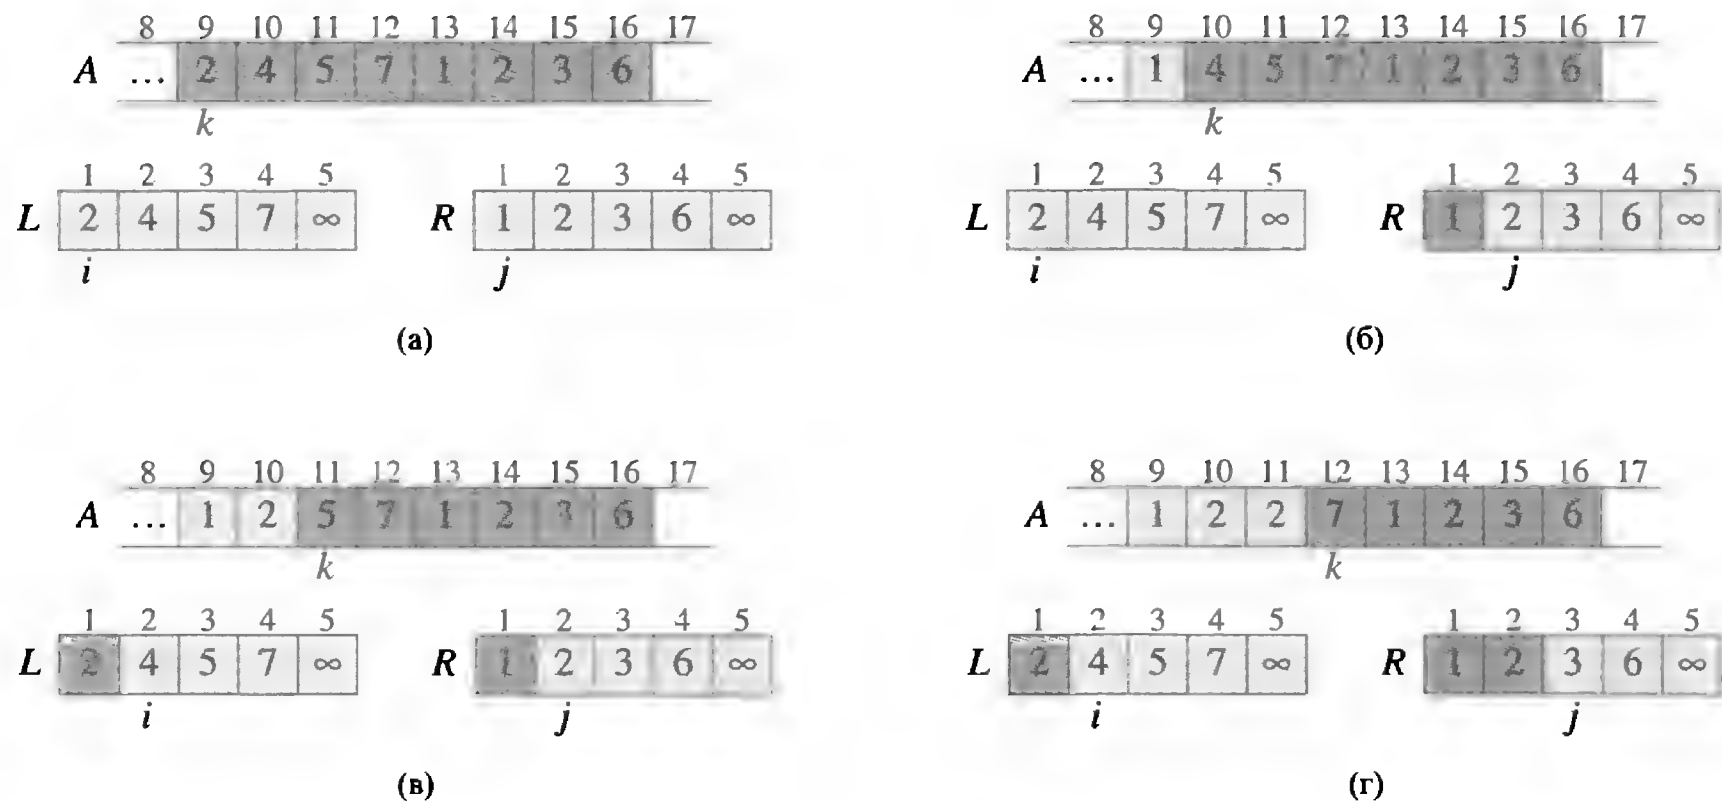 8 9 10 11 12 13 14 15 16 17
A ... 2 4 5 7 1 2 3 6
k
1 2 3 4 5 1 2 3 4 5
L 2 4 5 7 ∞ R 1 2 3 6 ∞
i j
(а)
8 9 10 11 12 13 14 15 16 17
A ... 1 4 5 7 1 2 3 6
k
1 2 3 4 5 1 2 3 4 5
L 2 4 5 7 ∞ R 1 2 3 6 ∞
i j
(б)
8 9 10 11 12 13 14 15 16 17
A ... 1 2 5 7 1 2 3 6
k
1 2 3 4 5 1 2 3 4 5
L 2 4 5 7 ∞ R 1 2 3 6 ∞
i j
(в)
8 9 10 11 12 13 14 15 16 17
A ... 1 2 2 7 1 2 3 6
k
1 2 3 4 5 1 2 3 4 5
L 2 4 5 7 ∞ R 1 2 3 6 ∞
i j
(г)